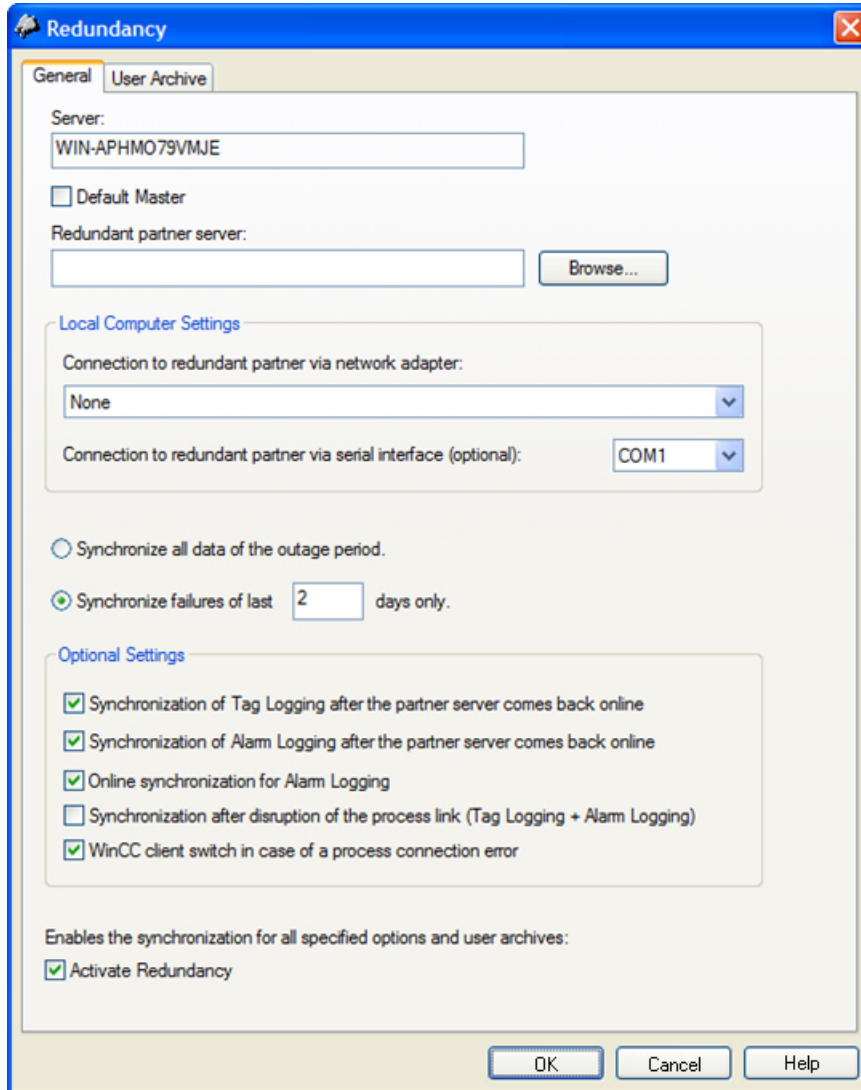 Redundancy
General User Archive
Server:
WIN-APHMO79VMJE
Default Master
Redundant partner server:
Browse...
Local Computer Settings
Connection to redundant partner via network adapter:
None
Connection to redundant partner via serial interface (optional): COM1
Synchronize all data of the outage period.
Synchronize failures of last 2 days only.
Optional Settings
Synchronization of Tag Logging after the partner server comes back online
Synchronization of Alarm Logging after the partner server comes back online
Online synchronization for Alarm Logging
Synchronization after disruption of the process link (Tag Logging + Alarm Logging)
WinCC client switch in case of a process connection error
Enables the synchronization for all specified options and user archives:
Activate Redundancy
OK Cancel Help